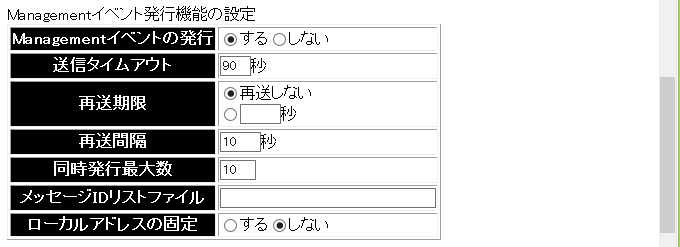 Managementイベント発行機能の設定
Managementイベントの発行 する しない
送信タイムアウト 90 秒
再送期限 再送しない
秒
再送間隔 10 秒
同時発行最大数 10
メッセージIDリストファイル
ローカルアドレスの固定 する しない